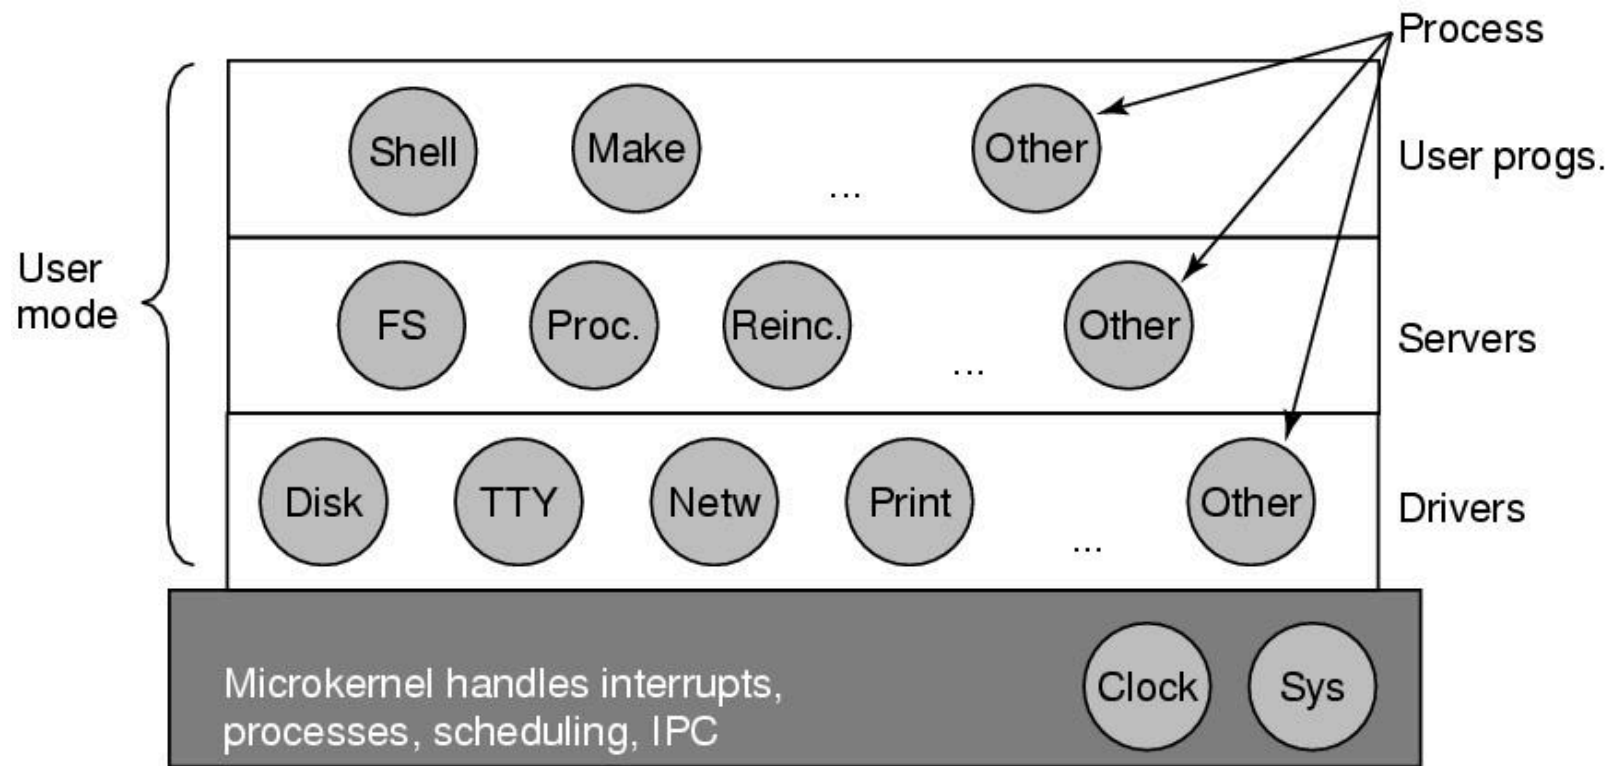 Process
Shell
Make
...
Other
User progs.
User
mode
FS
Proc.
Reinc.
...
Other
Servers
Disk
TTY
Netw
Print
...
Other
Drivers
Microkernel handles interrupts,
processes, scheduling, IPC
Clock
Sys